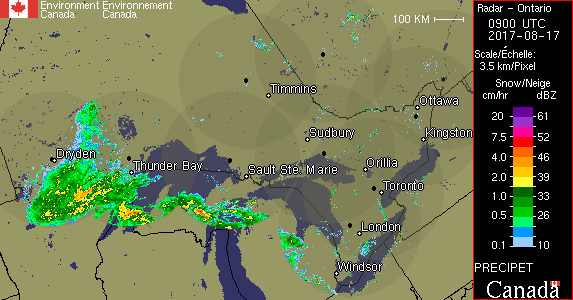 Environment Environnement
Canada Canada
100 KM
Timmins
Ottawa
Sudbury
Kingston
Dryden
Thunder Bay
Sault Ste. Marie
Orillia
Toronto
London
Windsor
Radar - Ontario
0900 UTC
2017-08-17
Scale/Échelle:
3.5 km/Pixel
Snow/Neige
cm/hr dBZ
20 61
7.5 52
4.0 46
2.0 39
1.0 33
0.5 26
0.1 10
PRECIPET
Canada